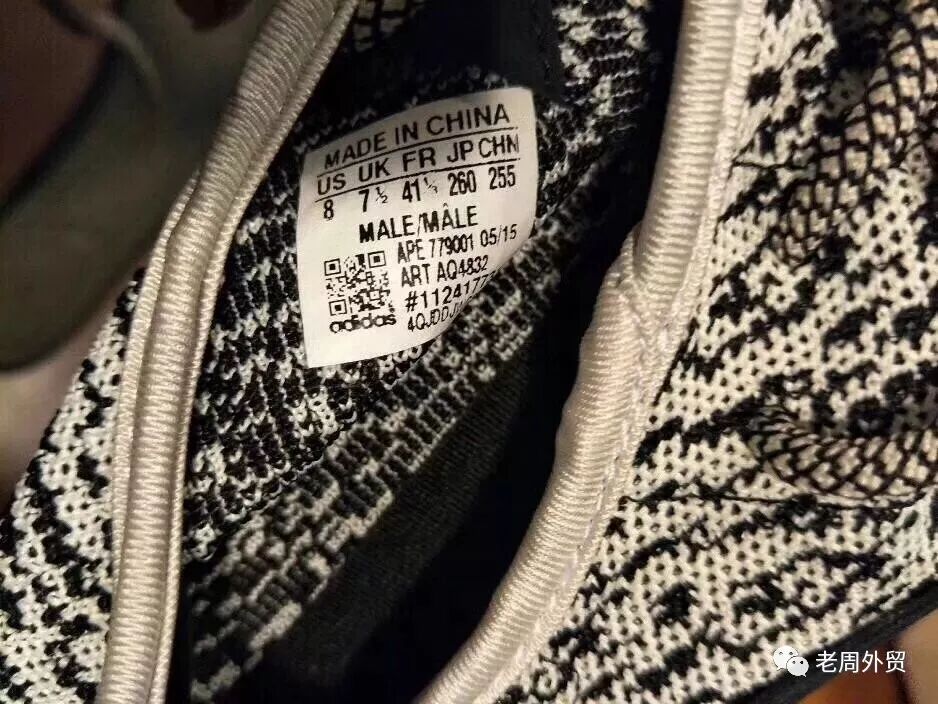 MADE IN CHINA
US UK FR JP CHN
8 7½ 41⅓ 260 255
MALE/MÂLE
APE 779001 05/15
ART AQ4832
adidas
老周外贸